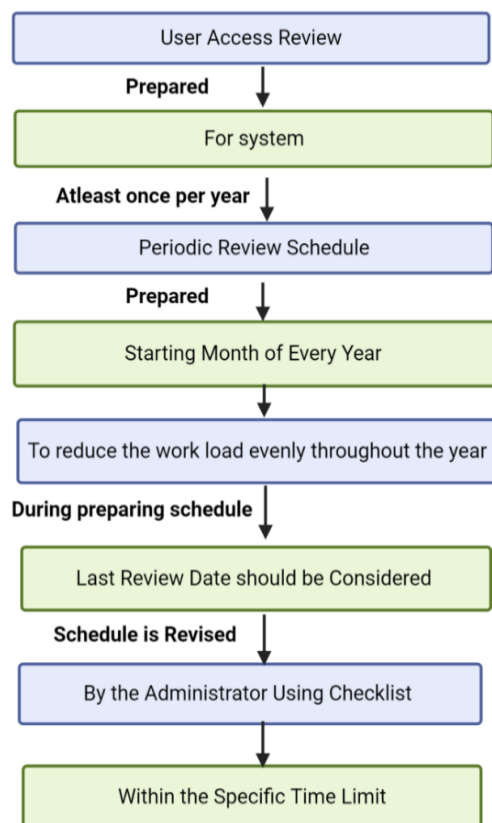 User Access Review
Prepared
For system
Atleast once per year
Periodic Review Schedule
Prepared
Starting Month of Every Year
To reduce the work load evenly throughout the year
During preparing schedule
Last Review Date should be Considered
Schedule is Revised
By the Administrator Using Checklist
Within the Specific Time Limit